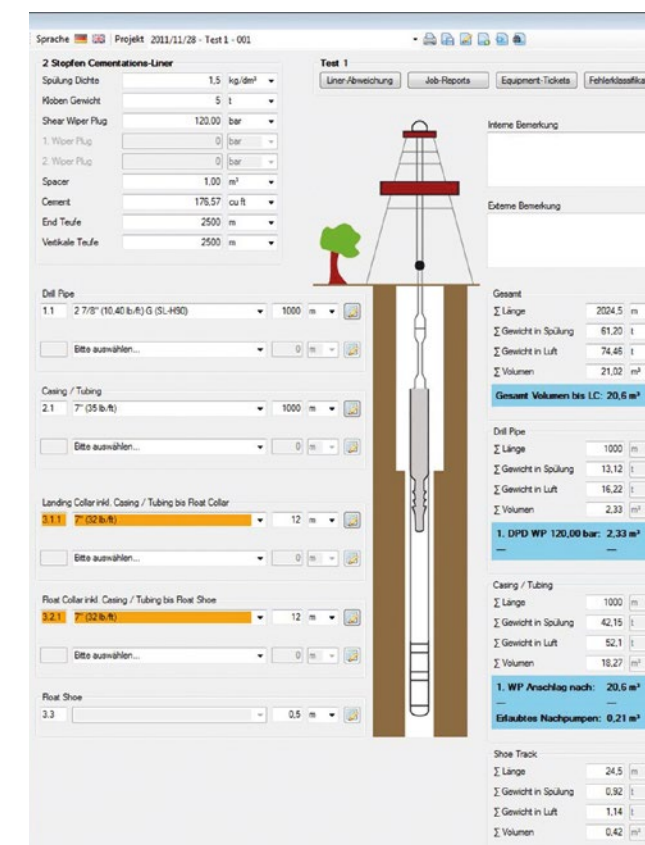 Sprache Projekt 2011/11/28 - Test 1 - 001
2 Stopfen Cementations-Liner
Spülung Dichte 1,5 kg/dm³
Kloben Gewicht 5 t
Shear Wiper Plug 120,00 bar
1. Wiper Plug 0 bar
2. Wiper Plug 0 bar
Spacer 1,00 m³
Cement 176,57 cu ft
End Teufe 2500 m
Vertikale Teufe 2500 m
Test 1
Liner-Abweichung Job-Reports Equipment-Tickets Fehlerklassifika
Interne Bemerkung
Externe Bemerkung
Drill Pipe
1.1 2 7/8" (10,40 lb/ft) G (SL-H90) 1000 m
Bitte auswählen... 0 m
Casing / Tubing
2.1 7" (35 lb/ft) 1000 m
Bitte auswählen... 0 m
Landing Collar inkl. Casing / Tubing bis Float Collar
3.1.1 7" (32 lb/ft) 12 m
Bitte auswählen... 0 m
Float Collar inkl. Casing / Tubing bis Float Shoe
3.2.1 7" (32 lb/ft) 12 m
Bitte auswählen... 0 m
Float Shoe
3.3 0,5 m
Gesamt
∑ Länge 2024,5 m
∑ Gewicht in Spülung 61,20 t
∑ Gewicht in Luft 74,46 t
∑ Volumen 21,02 m³
Gesamt Volumen bis LC: 20,6 m³
Drill Pipe
∑ Länge 1000 m
∑ Gewicht in Spülung 13,12 t
∑ Gewicht in Luft 16,22 t
∑ Volumen 2,33 m³
1. DPD WP 120,00 bar: 2,33 m³
— —
Casing / Tubing
∑ Länge 1000 m
∑ Gewicht in Spülung 42,15 t
∑ Gewicht in Luft 52,1 t
∑ Volumen 18,27 m³
1. WP Anschlag nach: 20,6 m³
— —
Erlaubtes Nachpumpen: 0,21 m³
Shoe Track
∑ Länge 24,5 m
∑ Gewicht in Spülung 0,92 t
∑ Gewicht in Luft 1,14 t
∑ Volumen 0,42 m³